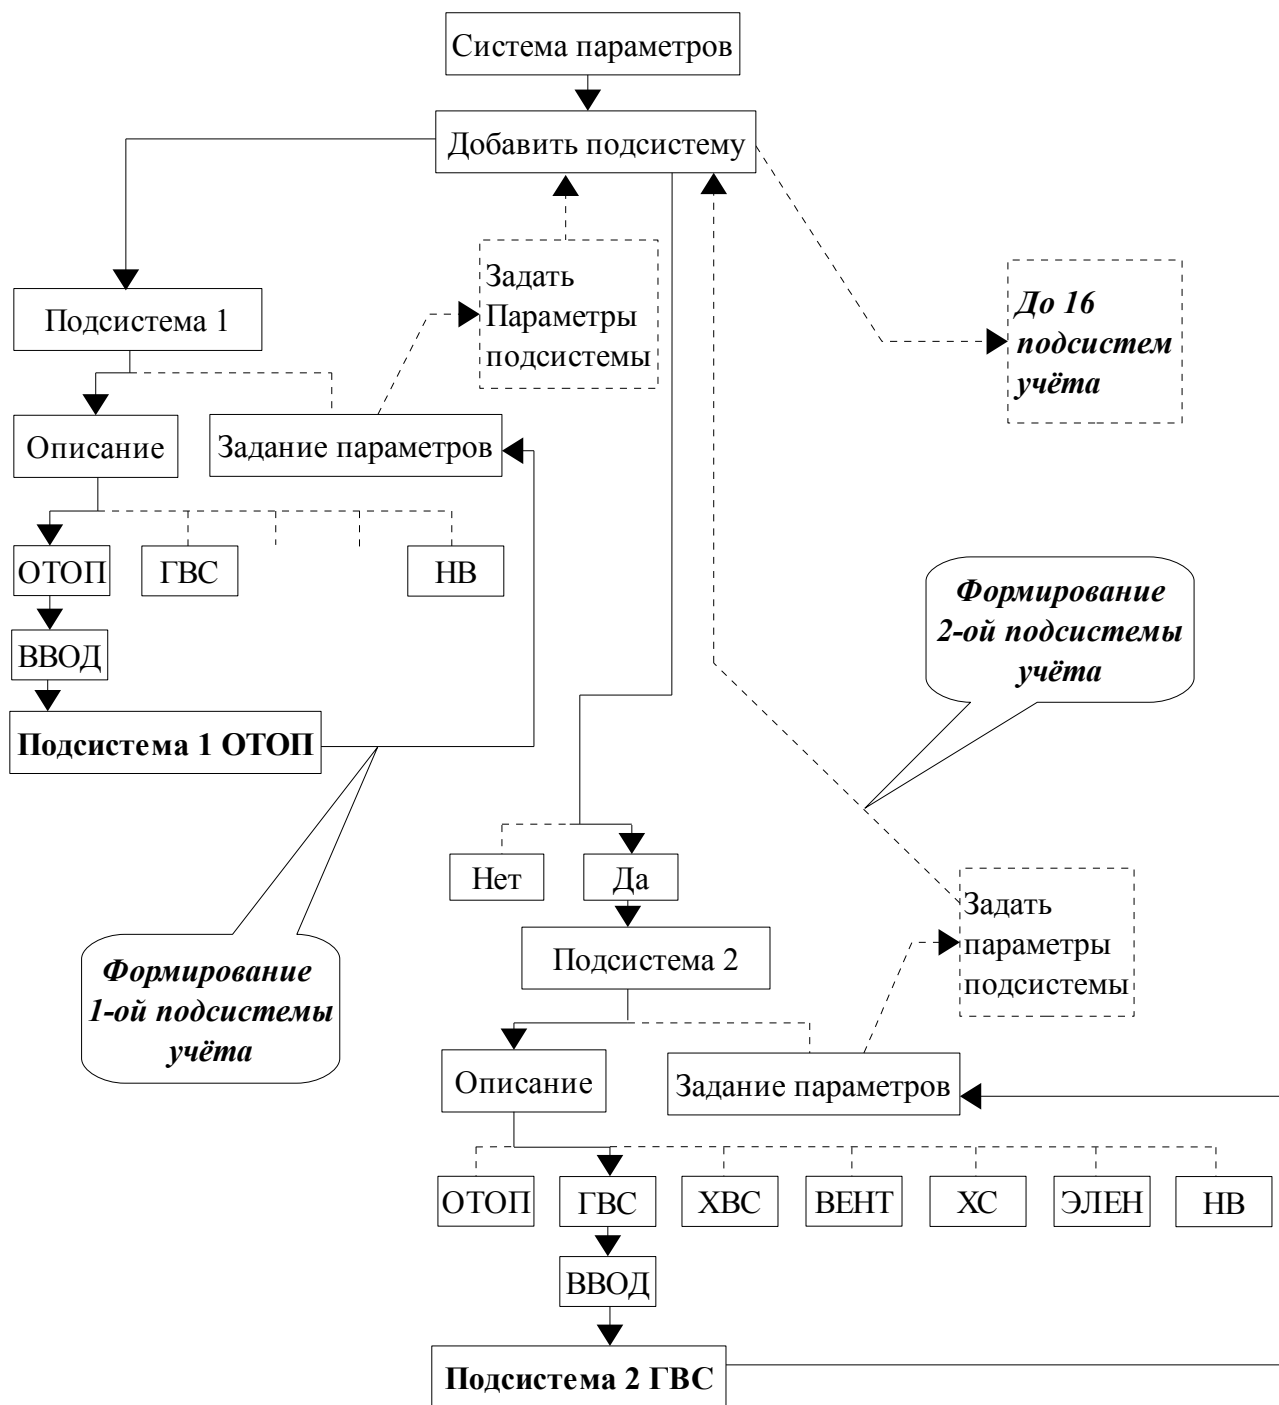 Система параметров
Добавить подсистему
Задать
Параметры
подсистемы
До 16
подсистем
учёта
Подсистема 1
Описание
Задание параметров
ОТОП
ГВС
НВ
ВВОД
Подсистема 1 ОТОП
Формирование
2-ой подсистемы
учёта
Нет
Да
Задать
параметры
подсистемы
Подсистема 2
Формирование
1-ой подсистемы
учёта
Описание
Задание параметров
ОТОП
ГВС
ХВС
ВЕНТ
ХС
ЭЛЕН
НВ
ВВОД
Подсистема 2 ГВС